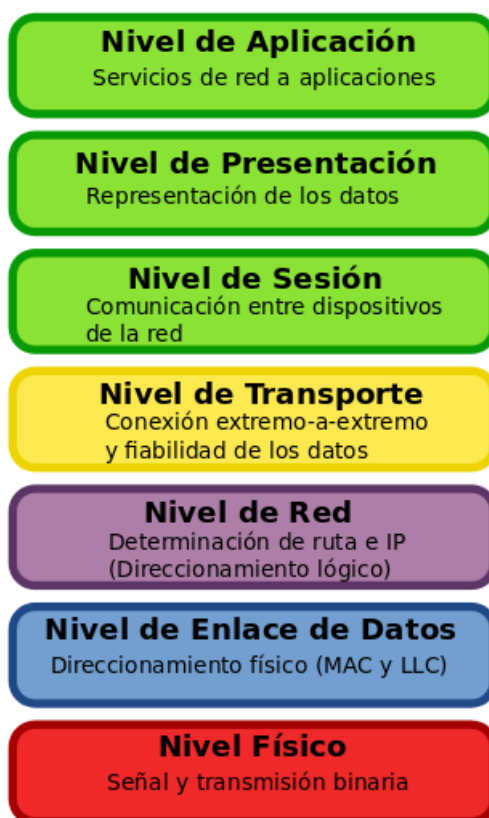 Nivel de Aplicación
Servicios de red a aplicaciones
Nivel de Presentación
Representación de los datos
Nivel de Sesión
Comunicación entre dispositivos
de la red
Nivel de Transporte
Conexión extremo-a-extremo
y fiabilidad de los datos
Nivel de Red
Determinación de ruta e IP
(Direccionamiento lógico)
Nivel de Enlace de Datos
Direccionamiento físico (MAC y LLC)
Nivel Físico
Señal y transmisión binaria